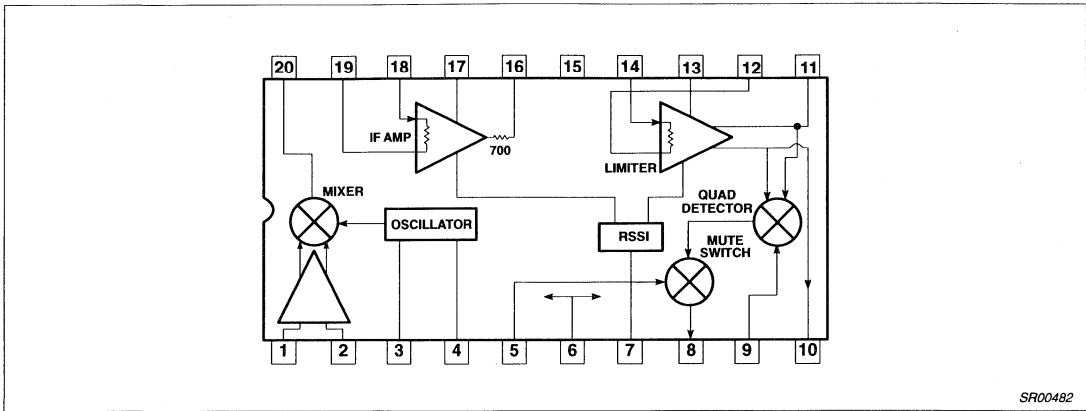 20 19 18 17 16 15 14 13 12 11
IF AMP
700
LIMITER
MIXER
QUAD
DETECTOR
OSCILLATOR
RSSI
MUTE
SWITCH
1 2 3 4 5 6 7 8 9 10
SR00482